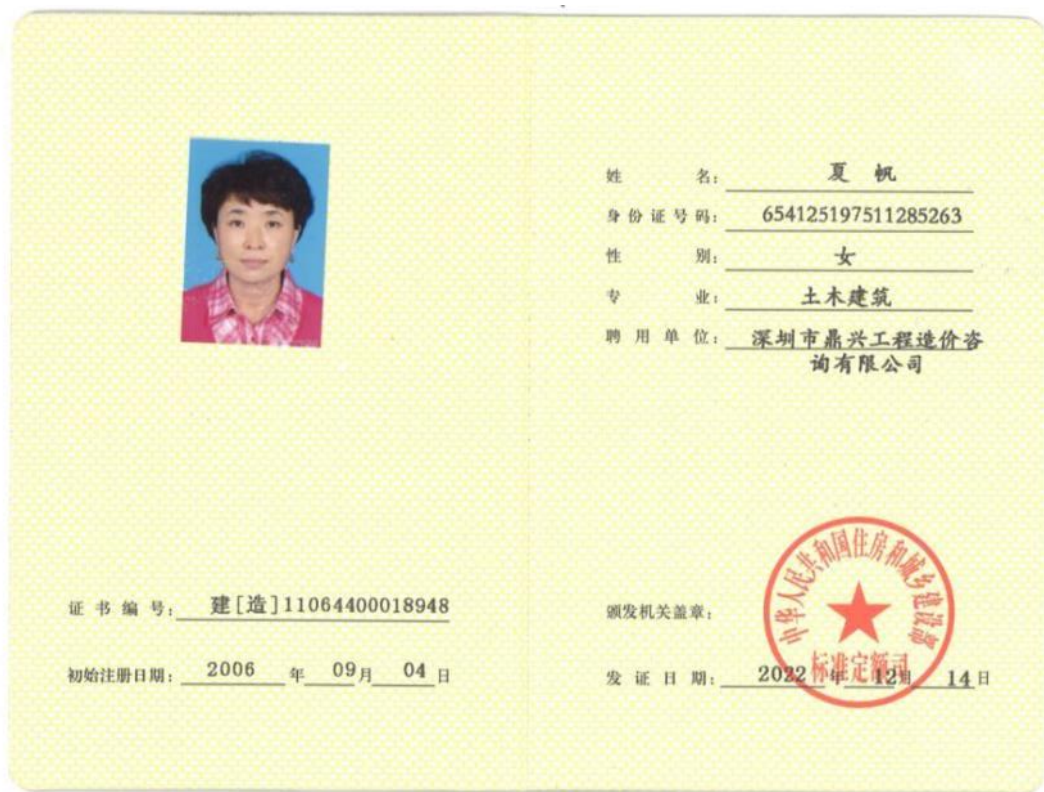 姓 名： 夏 帆
身份证号码： 654125197511285263
性 别： 女
专 业： 土木建筑
聘用单位： 深圳市鼎兴工程造价咨
询有限公司
证书编号： 建[造]11064400018948
初始注册日期： 2006 年 09 月 04 日
中华人民共和国住房和城乡建设部
标准定额司
颁发机关盖章：
发证日期： 2022 年 12 月 14 日